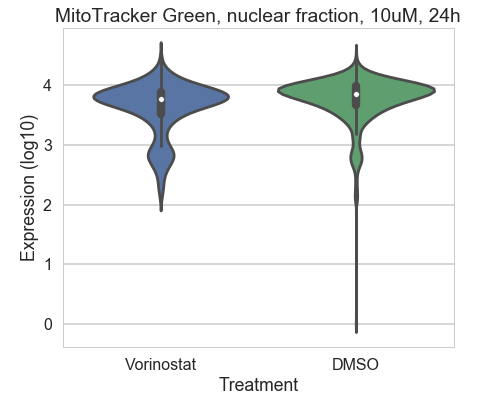 MitoTracker Green, nuclear fraction, 10uM, 24h
Expression (log10)
4
3
2
1
0
Vorinostat
DMSO
Treatment